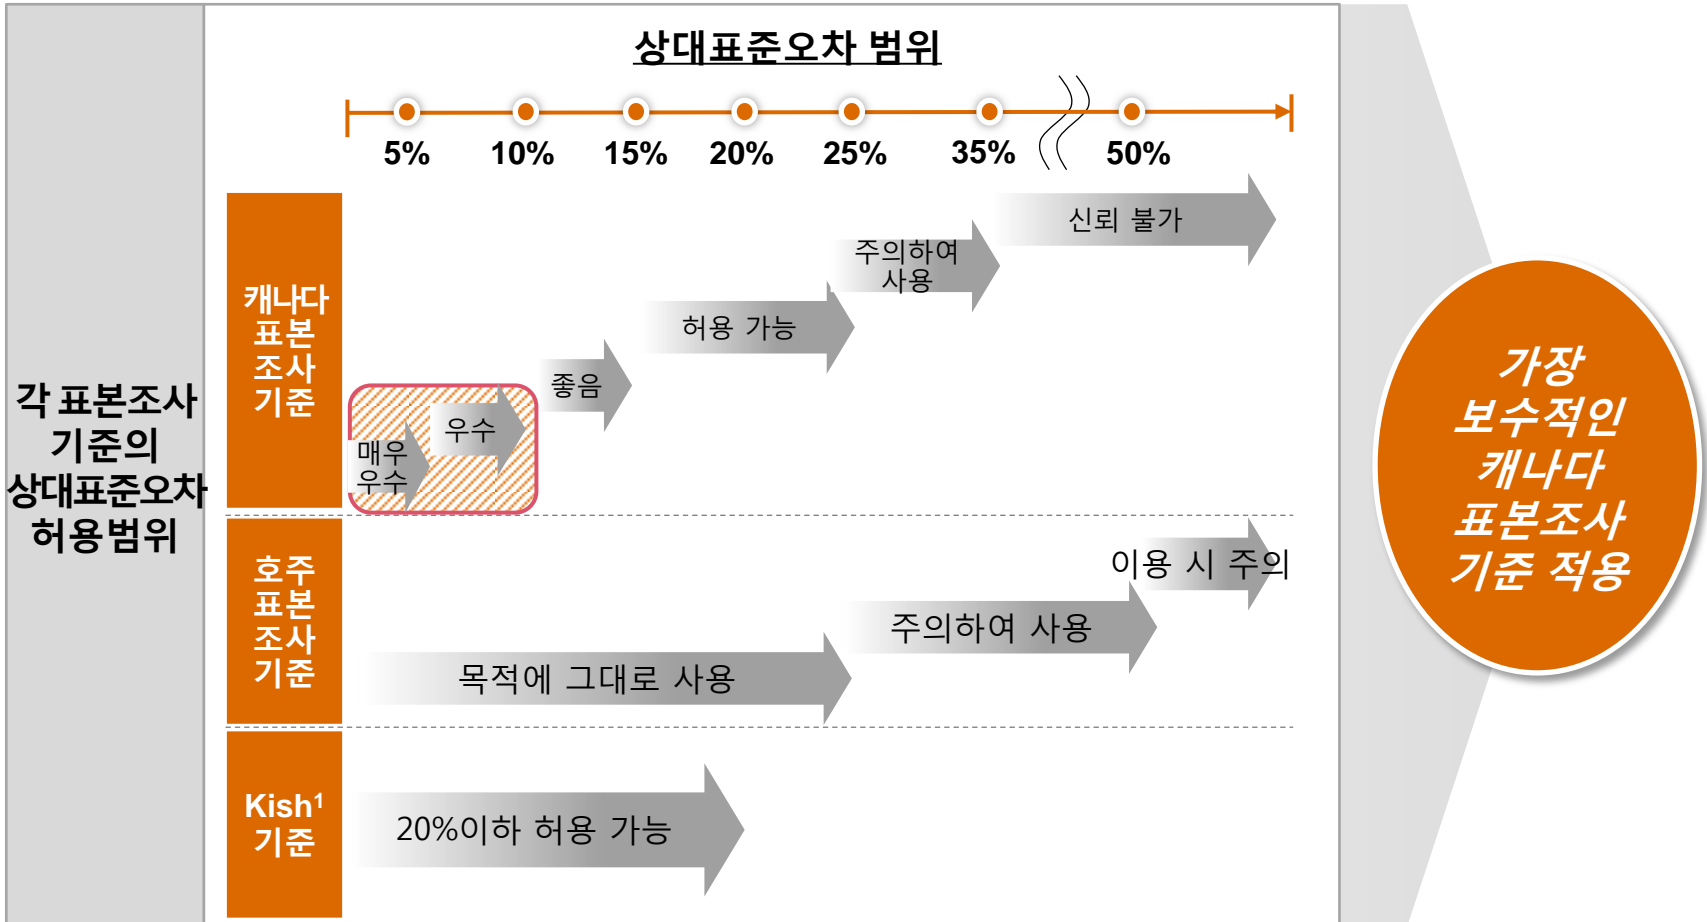 상대표준오차 범위
5% 10% 15% 20% 25% 35% 50%
각 표본조사
기준의
상대표준오차
허용범위
캐나다
표본
조사
기준
신뢰 불가
주의하여
사용
허용 가능
좋음
우수
매우
우수
호주
표본
조사
기준
이용 시 주의
주의하여 사용
목적에 그대로 사용
Kish¹
기준
20%이하 허용 가능
가장
보수적인
캐나다
표본조사
기준 적용